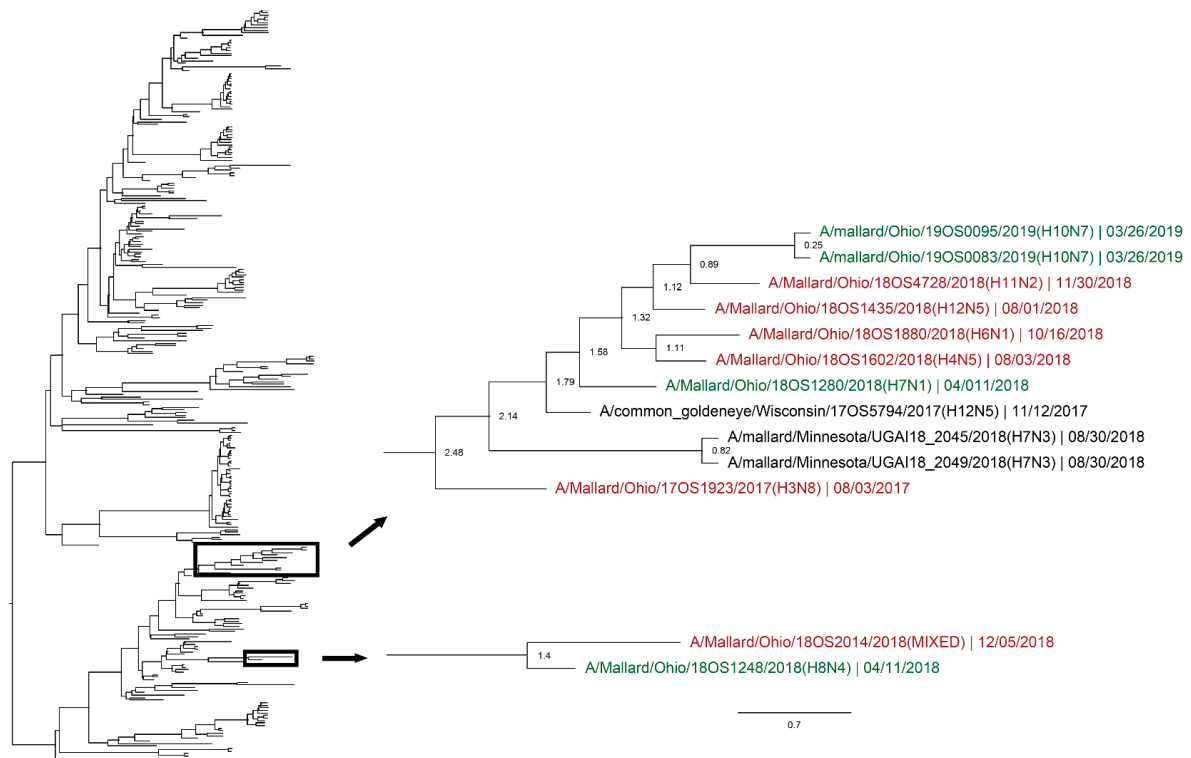 A/mallard/Ohio/19OS0095/2019(H10N7) | 03/26/2019
0.25
A/mallard/Ohio/19OS0083/2019(H10N7) | 03/26/2019
0.89
A/Mallard/Ohio/18OS4728/2018(H11N2) | 11/30/2018
1.12
A/Mallard/Ohio/18OS1435/2018(H12N5) | 08/01/2018
1.32
A/Mallard/Ohio/18OS1880/2018(H6N1) | 10/16/2018
1.58
1.11
A/Mallard/Ohio/18OS1602/2018(H4N5) | 08/03/2018
1.79
A/Mallard/Ohio/18OS1280/2018(H7N1) | 04/011/2018
2.14
A/common_goldeneye/Wisconsin/17OS5794/2017(H12N5) | 11/12/2017
A/mallard/Minnesota/UGAI18_2045/2018(H7N3) | 08/30/2018
2.48
0.82
A/mallard/Minnesota/UGAI18_2049/2018(H7N3) | 08/30/2018
A/Mallard/Ohio/17OS1923/2017(H3N8) | 08/03/2017
A/Mallard/Ohio/18OS2014/2018(MIXED) | 12/05/2018
1.4
A/Mallard/Ohio/18OS1248/2018(H8N4) | 04/11/2018
0.7